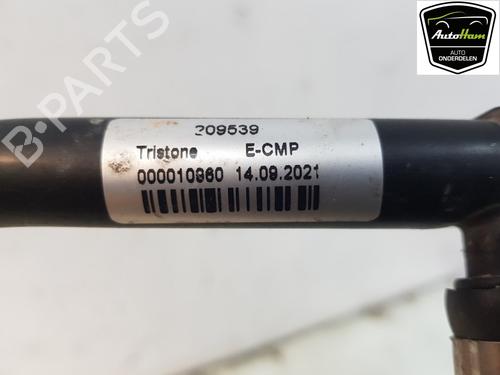 AutoHam
AUTO
ONDERDELEN
B-PARTS
209539
Tristone E-CMP
000010960 14.09.2021